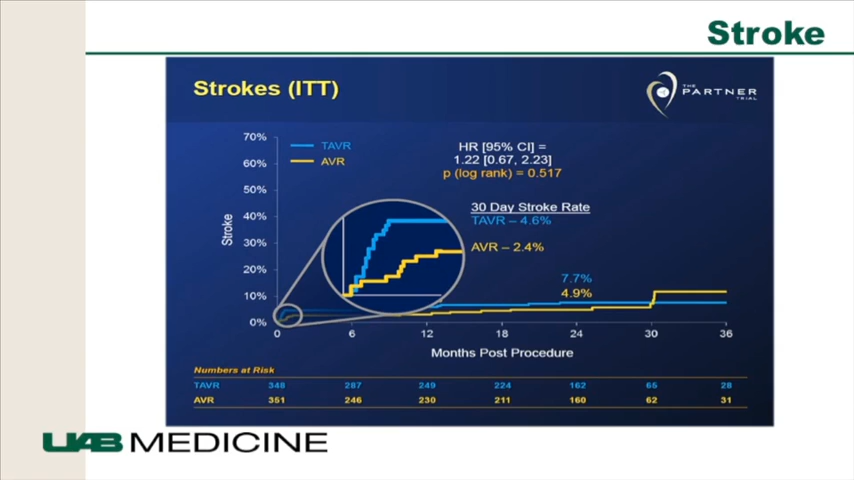 Stroke
Strokes (ITT)
THE
PARTNER
TRIAL
70%
60%
50%
40%
30%
20%
10%
0%
Stroke
TAVR
AVR
HR [95% CI] =
1.22 [0.67, 2.23]
p (log rank) = 0.517
30 Day Stroke Rate
TAVR – 4.6%
AVR – 2.4%
7.7%
4.9%
0 6 12 18 24 30 36
Months Post Procedure
Numbers at Risk
TAVR 348 287 249 224 162 65 28
AVR 351 246 230 211 160 62 31
UAB MEDICINE